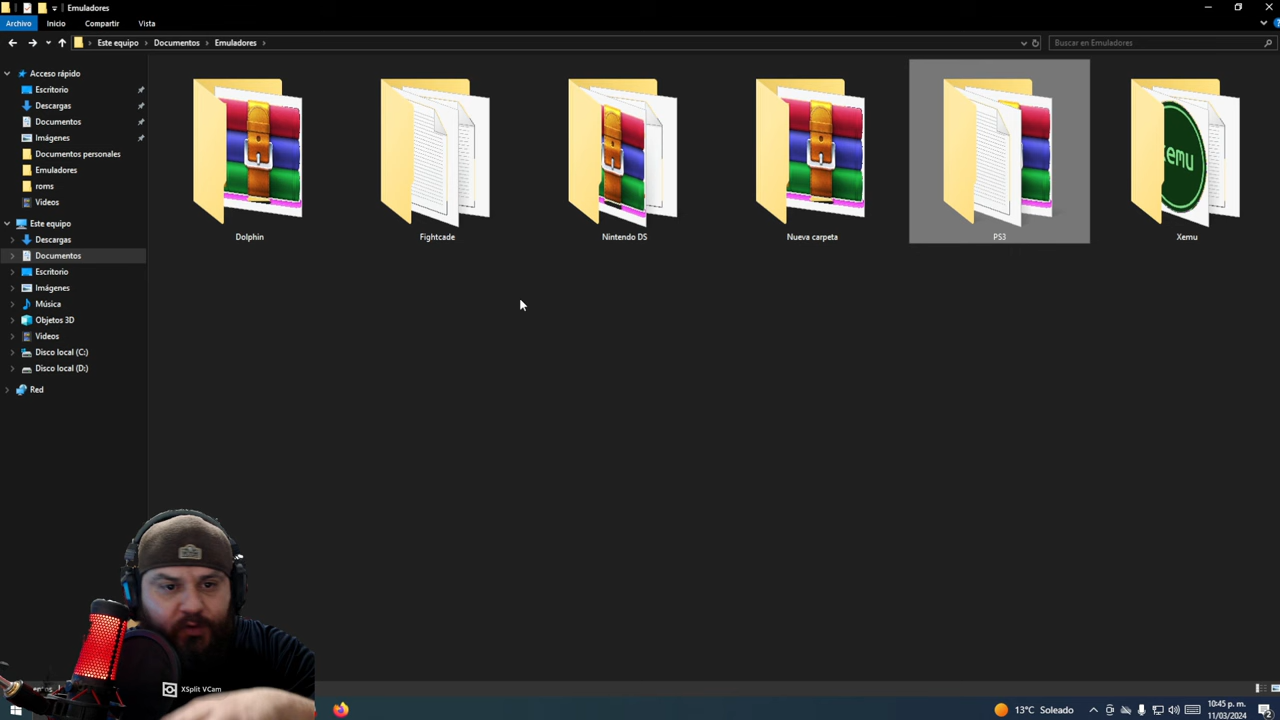 Emuladores
Archivo Inicio Compartir Vista
Este equipo > Documentos > Emuladores >
Buscar en Emuladores
Acceso rápido
Escritorio
Descargas
Documentos
Imágenes
Documentos personales
Emuladores
roms
Videos
Este equipo
Descargas
Documentos
Escritorio
Imágenes
Música
Objetos 3D
Videos
Disco local (C:)
Disco local (D:)
Red
Dolphin
Fightcade
Nintendo DS
Nueva carpeta
PS3
xemu
Xemu
XSplit VCam
13°C Soleado
10:45 p. m.
11/03/2024